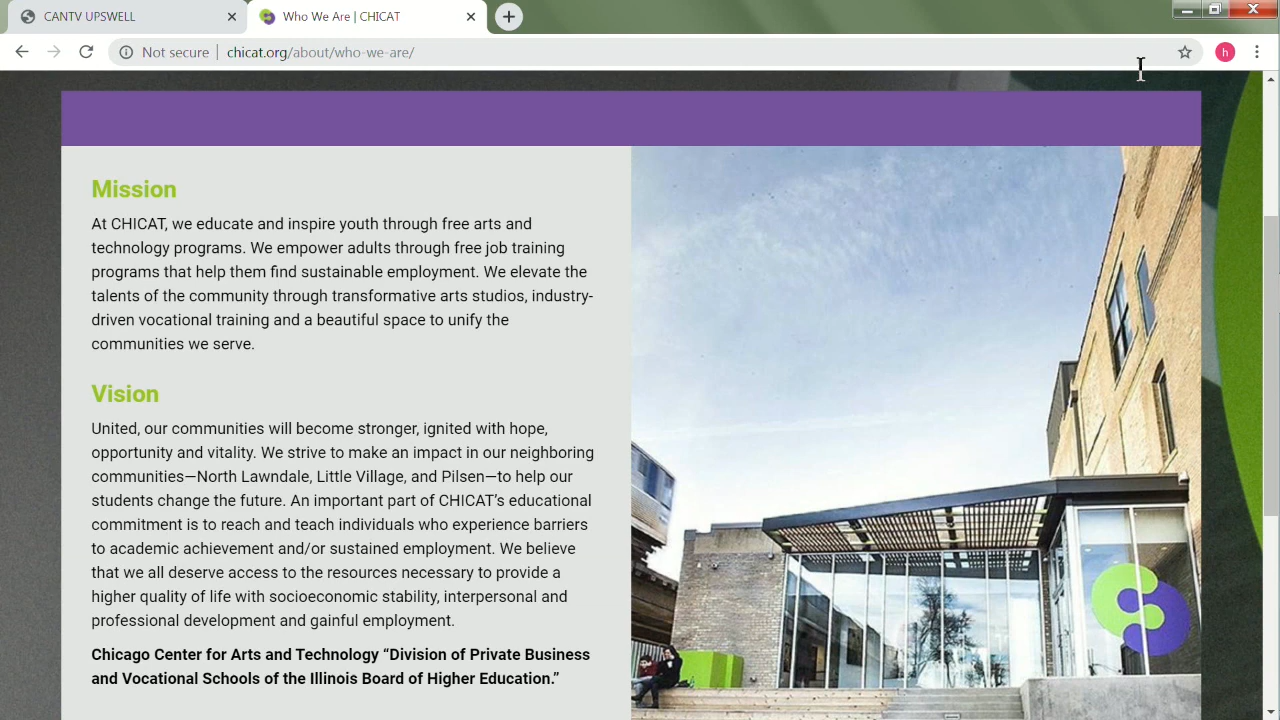 CANTV UPSWELL
Who We Are | CHICAT
Not secure | chicat.org/about/who-we-are/
h
Mission
At CHICAT, we educate and inspire youth through free arts and
technology programs. We empower adults through free job training
programs that help them find sustainable employment. We elevate the
talents of the community through transformative arts studios, industry-
driven vocational training and a beautiful space to unify the
communities we serve.
Vision
United, our communities will become stronger, ignited with hope,
opportunity and vitality. We strive to make an impact in our neighboring
communities—North Lawndale, Little Village, and Pilsen—to help our
students change the future. An important part of CHICAT’s educational
commitment is to reach and teach individuals who experience barriers
to academic achievement and/or sustained employment. We believe
that we all deserve access to the resources necessary to provide a
higher quality of life with socioeconomic stability, interpersonal and
professional development and gainful employment.
Chicago Center for Arts and Technology “Division of Private Business
and Vocational Schools of the Illinois Board of Higher Education.”